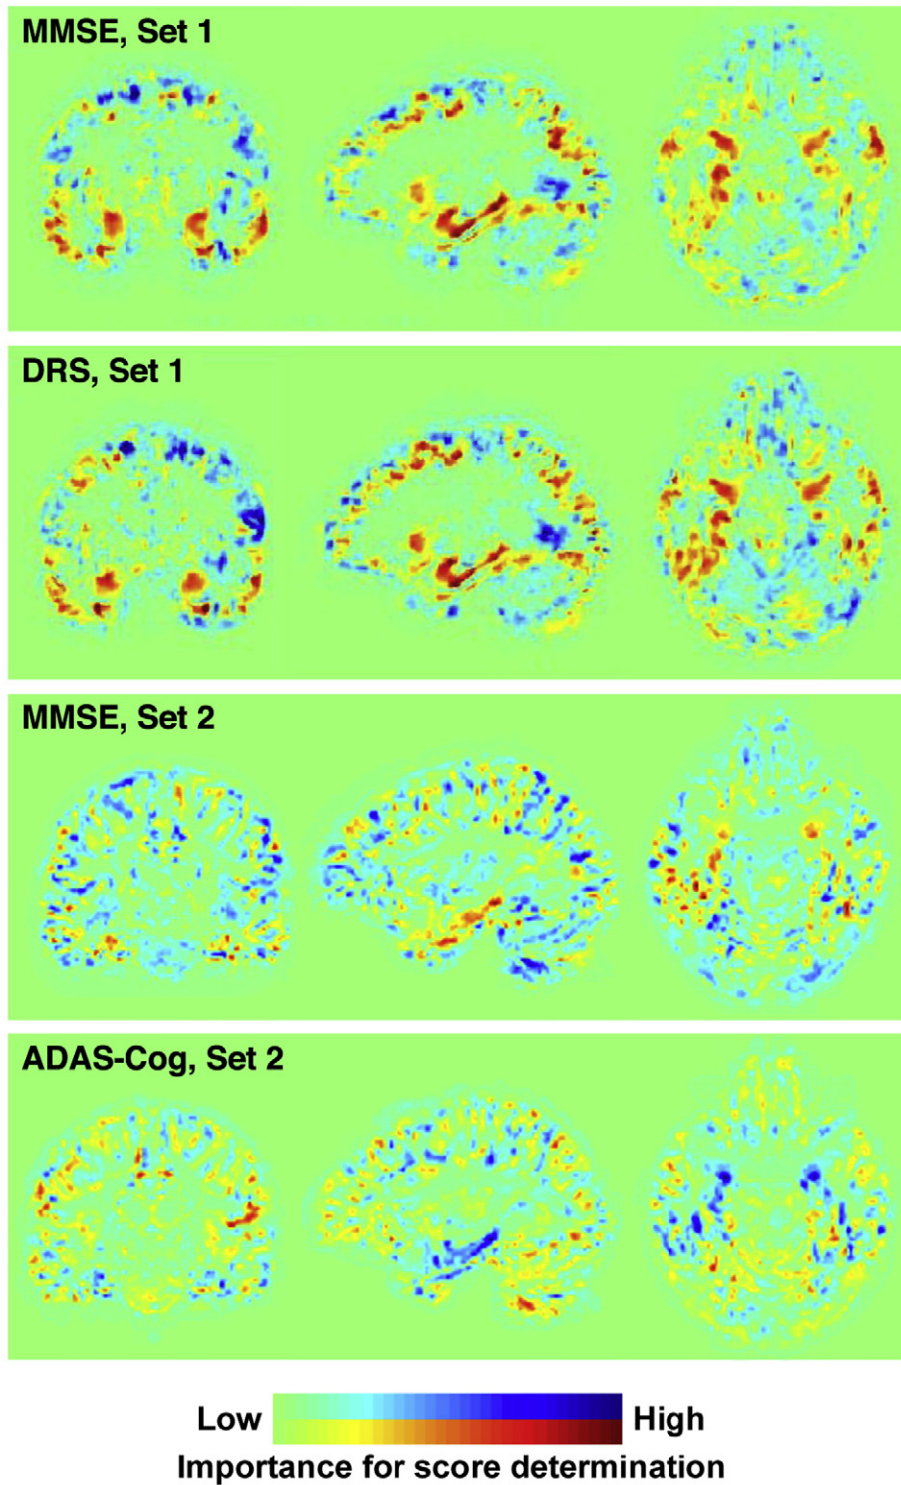 MMSE, Set 1
DRS, Set 1
MMSE, Set 2
ADAS-Cog, Set 2
Low High
Importance for score determination